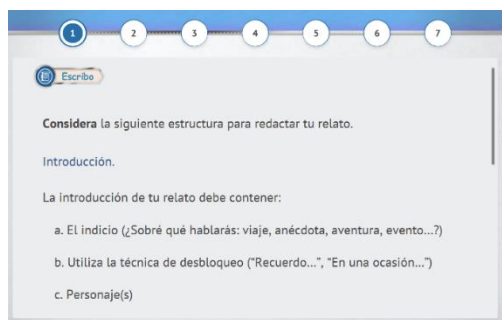 1 2 3 4 5 6 7
Escribo
Considera la siguiente estructura para redactar tu relato.
Introducción.
La introducción de tu relato debe contener:
a. El indicio (¿Sobré qué hablarás: viaje, anécdota, aventura, evento...?)
b. Utiliza la técnica de desbloqueo ("Recuerdo...", "En una ocasión...")
c. Personaje(s)